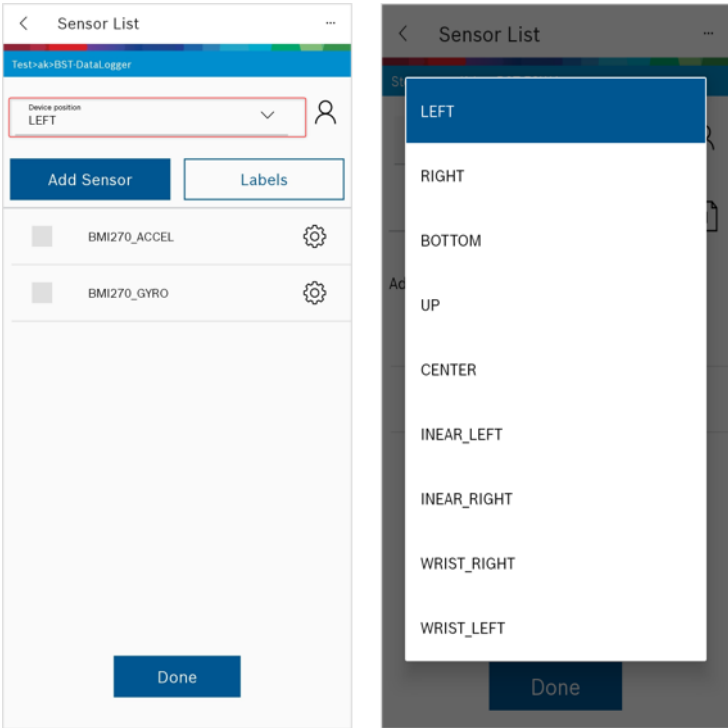 Sensor List
...
Test>ak>BST-DataLogger
Device position
LEFT
Add Sensor
Labels
BMI270_ACCEL
BMI270_GYRO
Done
Sensor List
...
LEFT
RIGHT
BOTTOM
UP
CENTER
INEAR_LEFT
INEAR_RIGHT
WRIST_RIGHT
WRIST_LEFT
Done